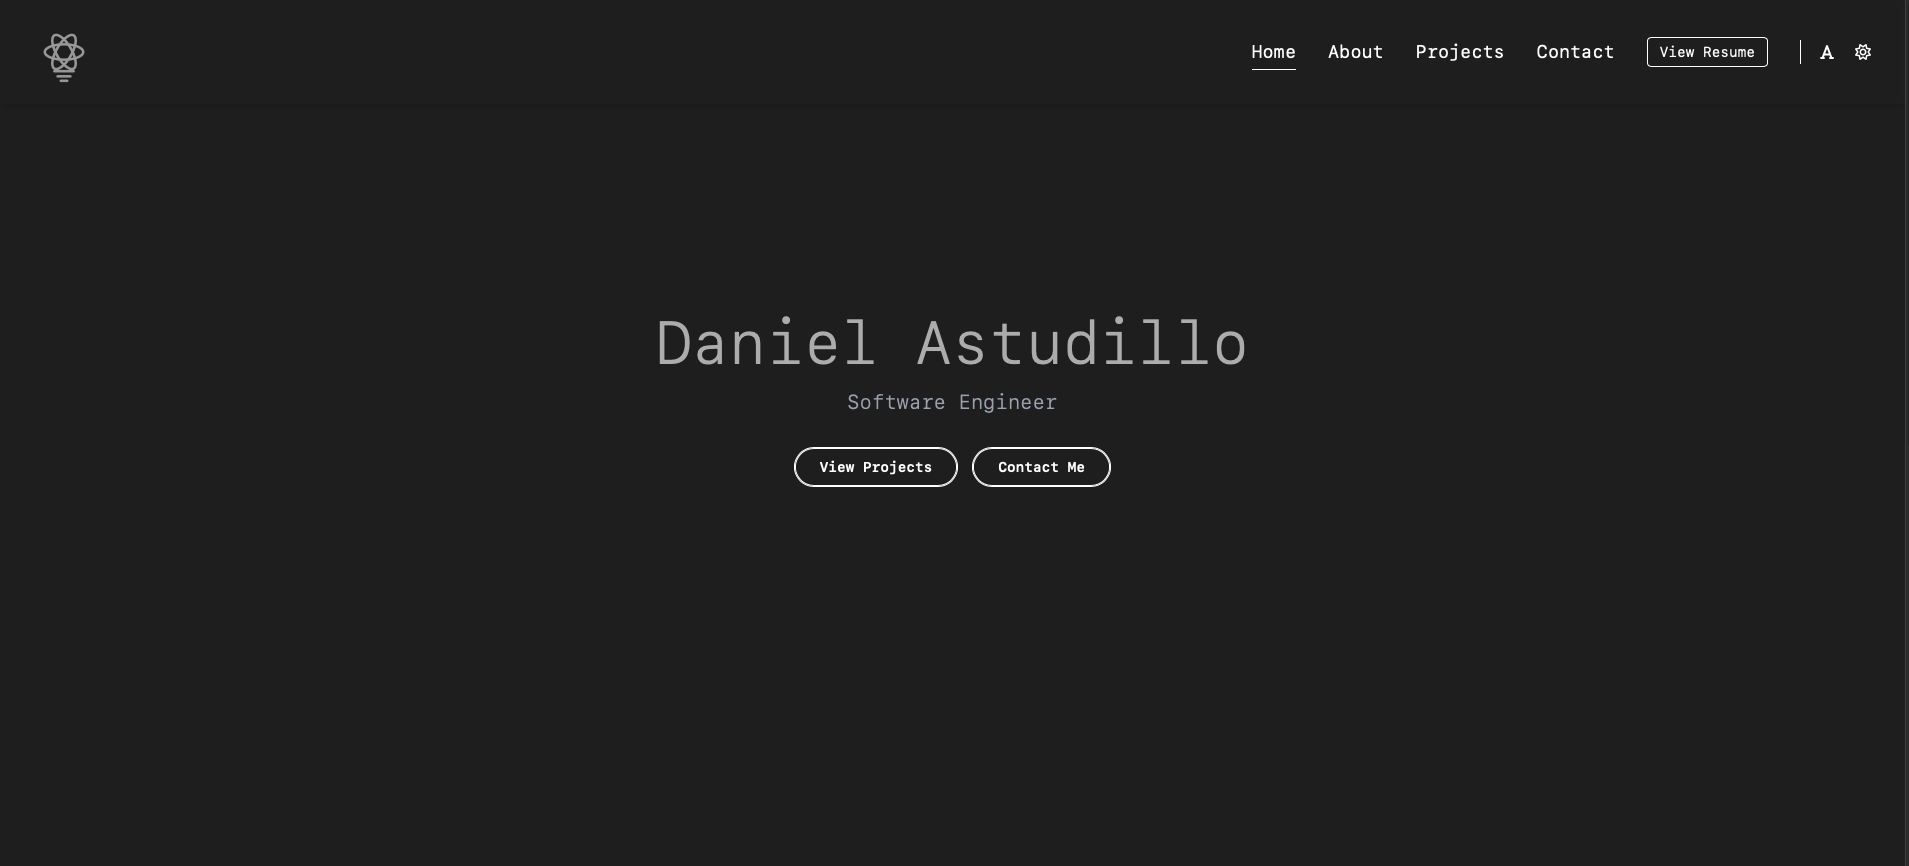 Home About Projects Contact View Resume A
Daniel Astudillo
Software Engineer
View Projects Contact Me